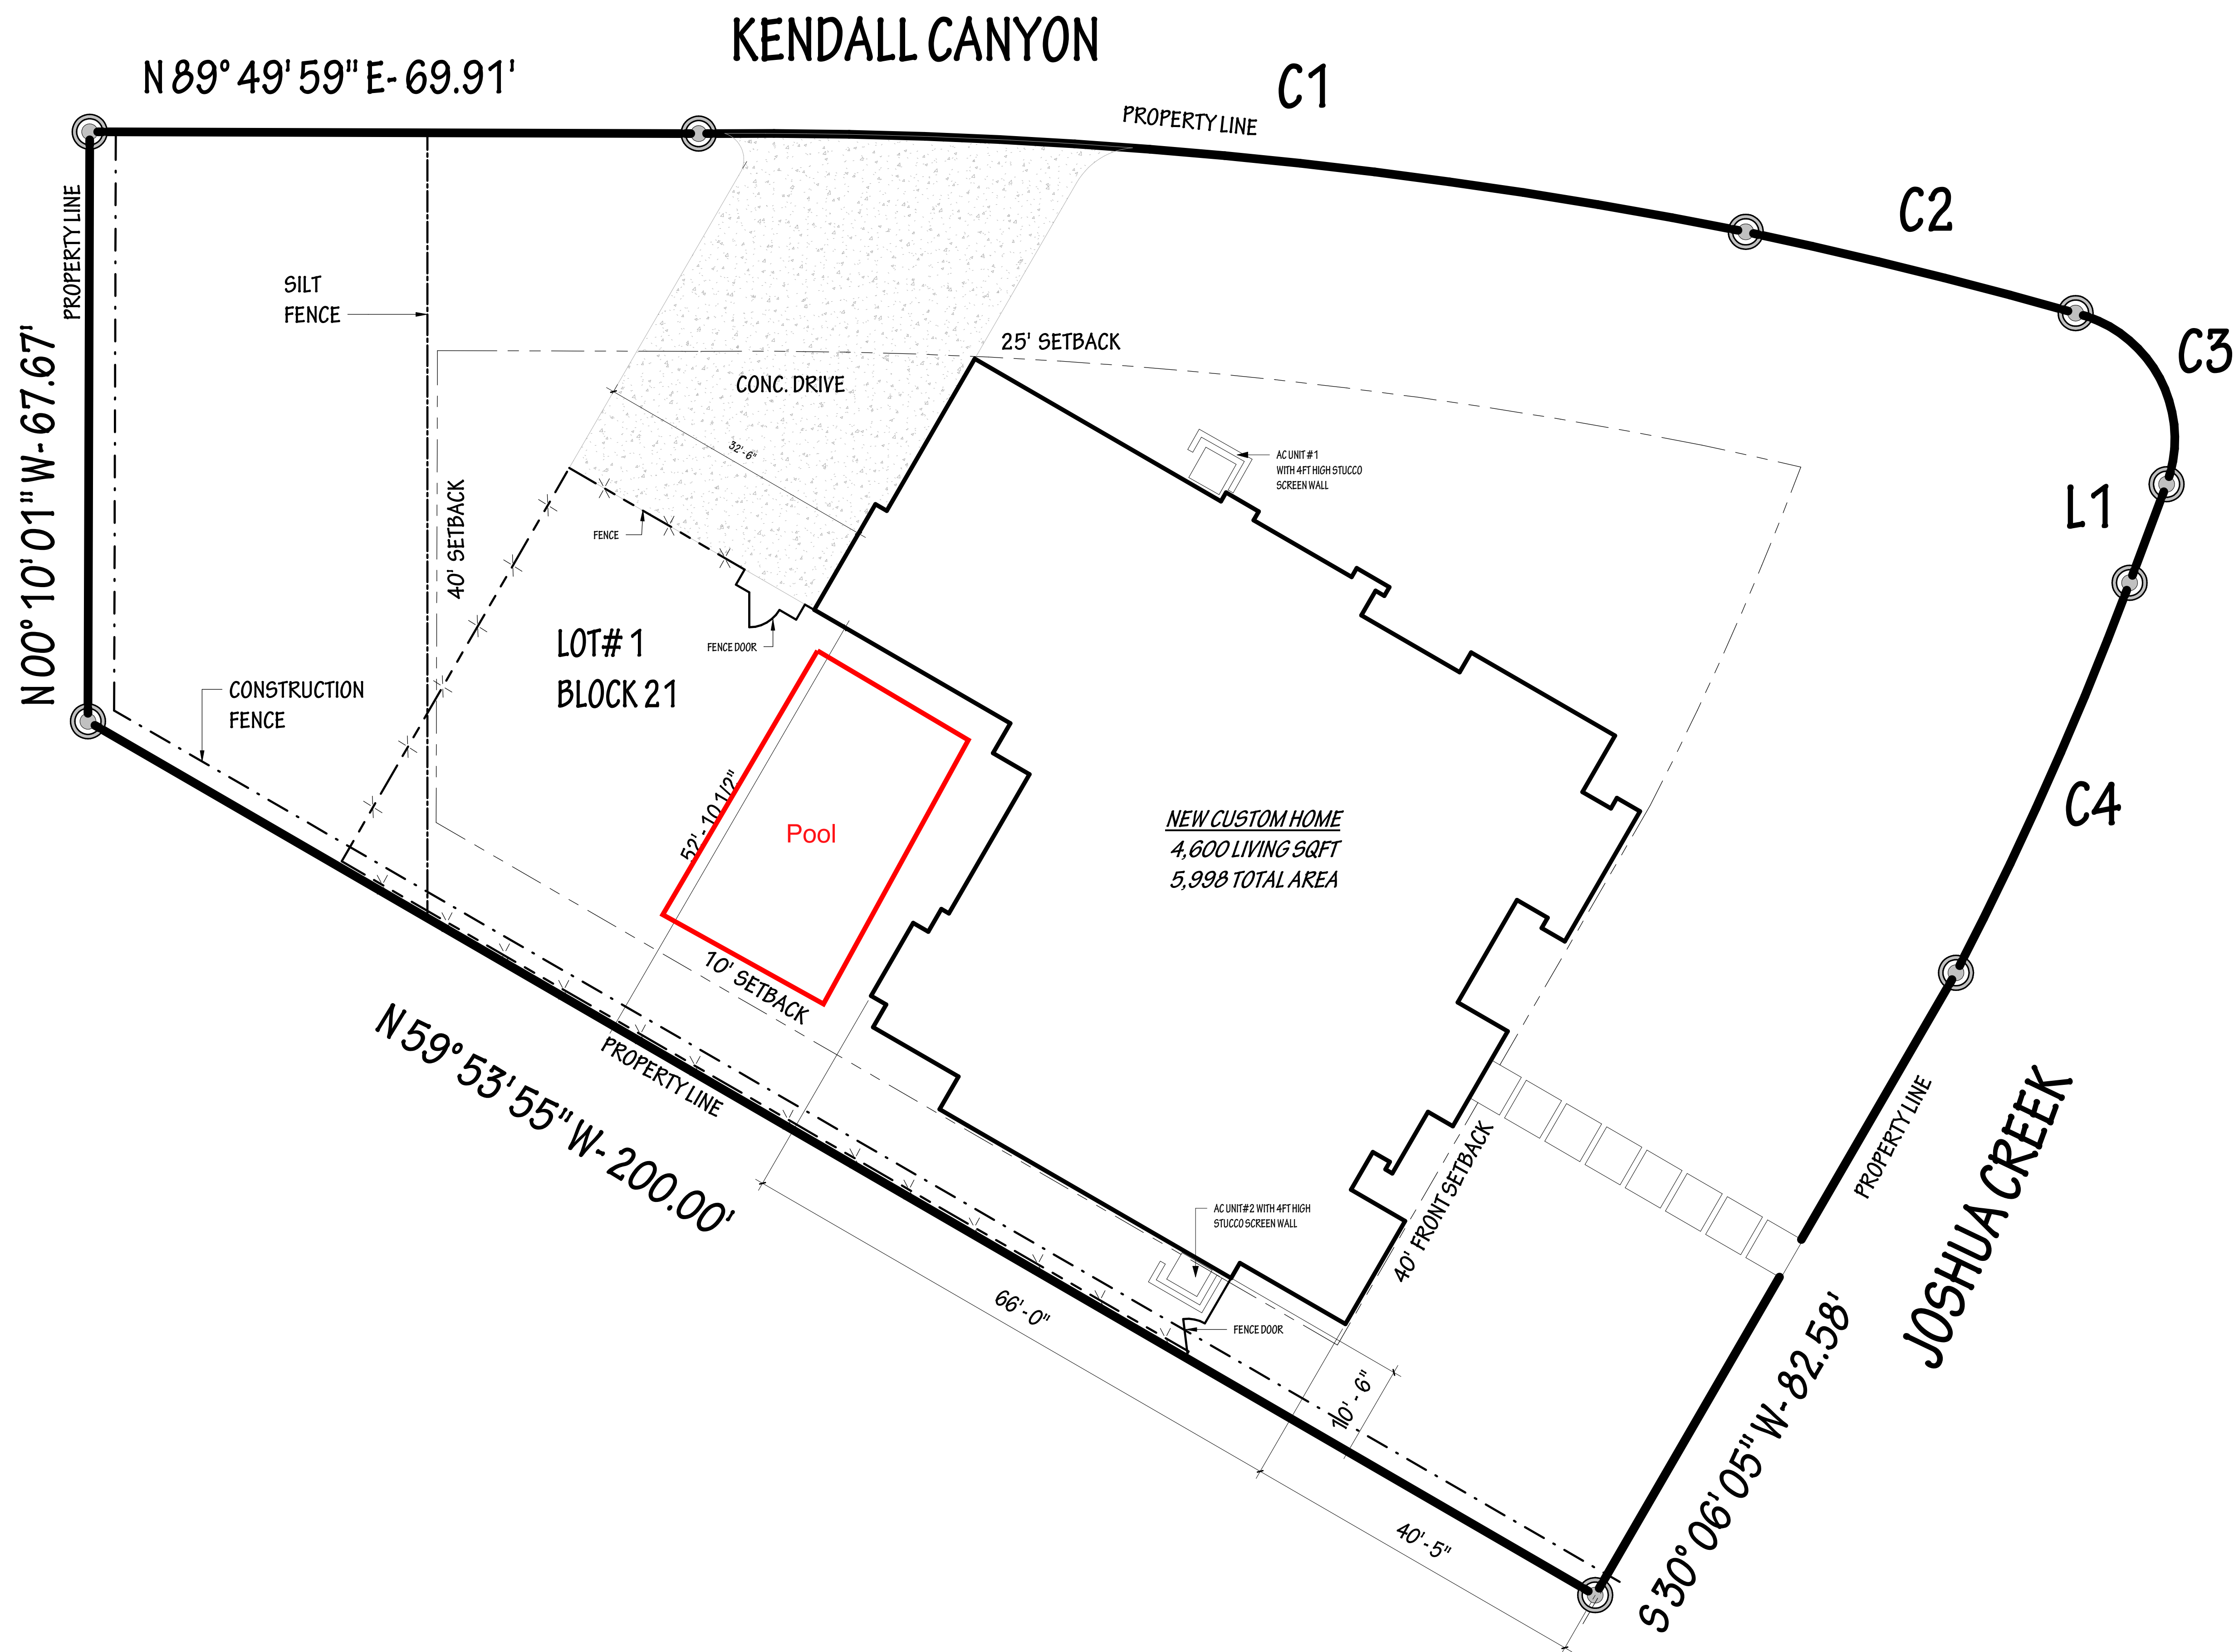 KENDALL CANYON
N 89° 49' 59" E- 69.91'
C1
PROPERTY LINE
C2
C3
L1
C4
PROPERTY LINE
N 00° 10' 01" W- 67.67'
SILT
FENCE
25' SETBACK
CONC. DRIVE
32'-6"
AC UNIT #1
WITH 4FT HIGH STUCCO
SCREEN WALL
40' SETBACK
FENCE
FENCE DOOR
LOT# 1
BLOCK 21
CONSTRUCTION
FENCE
52'-10 1/2"
Pool
NEW CUSTOM HOME
4,600 LIVING SQFT
5,998 TOTAL AREA
10' SETBACK
PROPERTY LINE
N 59° 53' 55" W- 200.00'
AC UNIT#2 WITH 4FT HIGH
STUCCO SCREEN WALL
FENCE DOOR
40' FRONT SETBACK
PROPERTY LINE
JOSHUA CREEK
S 30° 06' 05" W- 82.58'
66'-0"
10'-6"
40'-5"